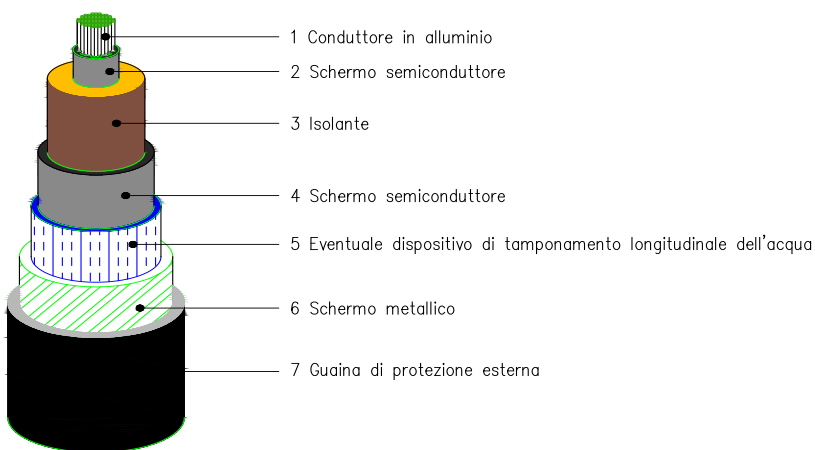 1 Conduttore in alluminio
2 Schermo semiconduttore
3 Isolante
4 Schermo semiconduttore
5 Eventuale dispositivo di tamponamento longitudinale dell'acqua
6 Schermo metallico
7 Guaina di protezione esterna